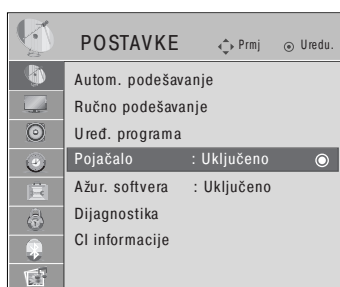 POSTAVKE Prmj Uredu.
Autom. podešavanje
Ručno podešavanje
Uređ. programa
Pojačalo : Uključeno
Ažur. softvera : Uključeno
Dijagnostika
CI informacije